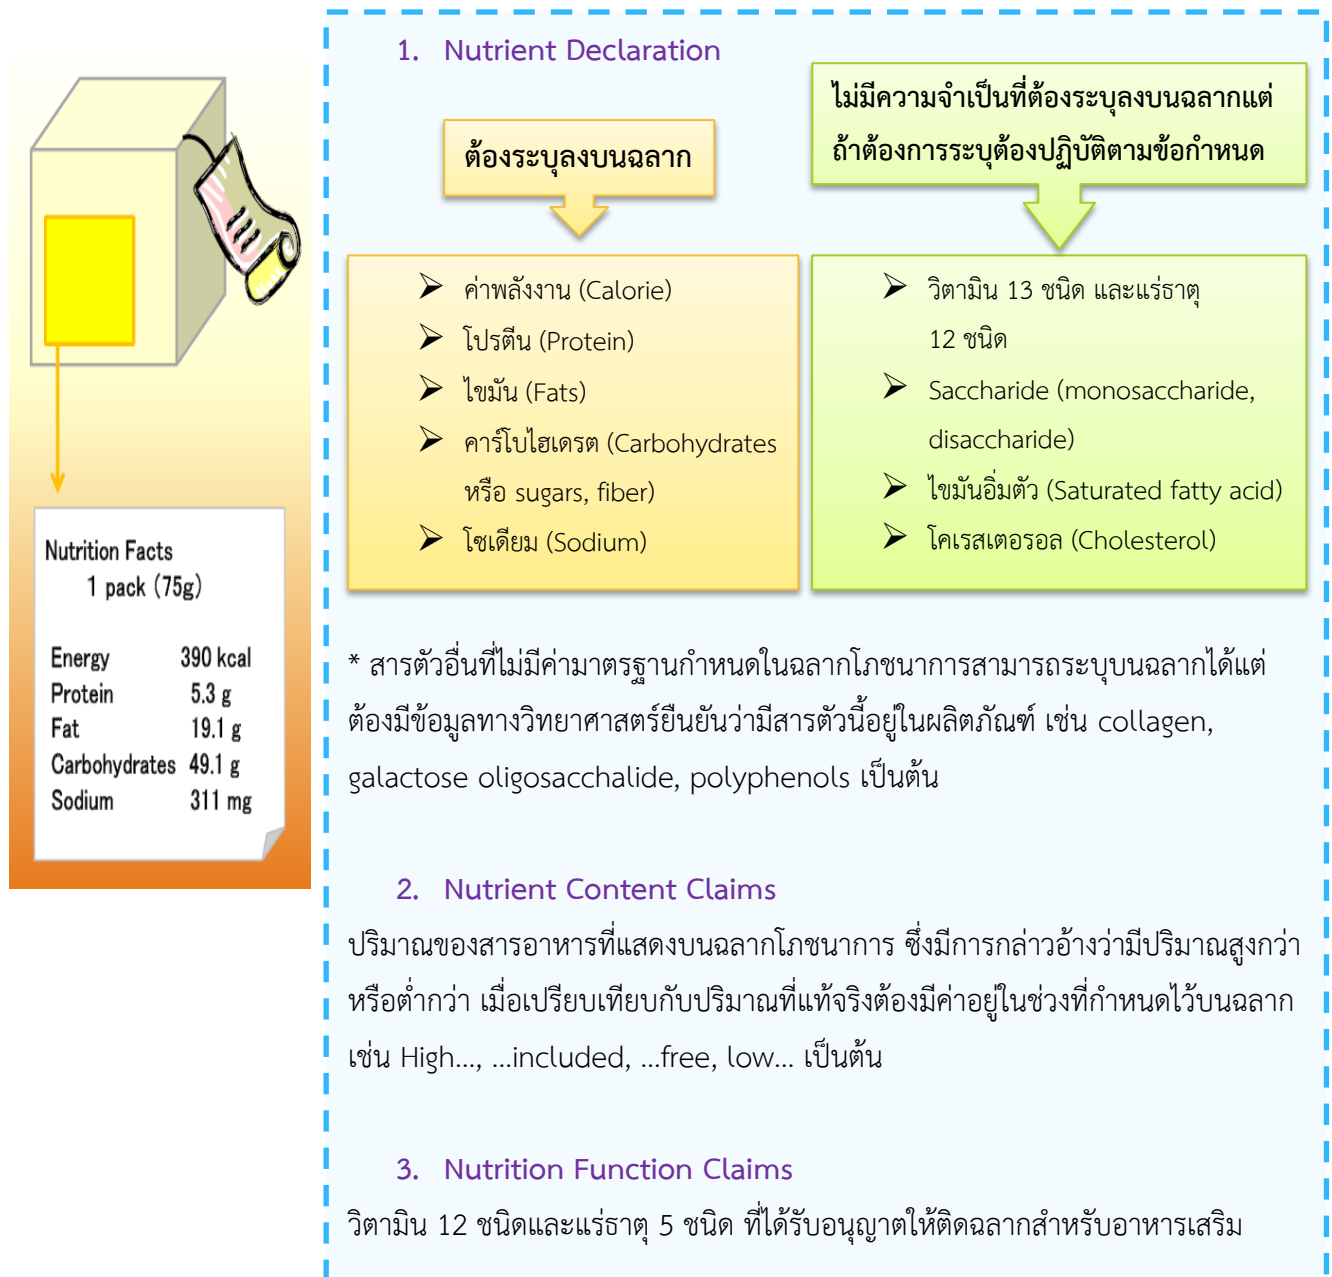 1. Nutrient Declaration
ต้องระบุลงบนฉลาก
ไม่มีความจำเป็นที่ต้องระบุลงบนฉลากแต่
ถ้าต้องการระบุต้องปฏิบัติตามข้อกำหนด
➢ ค่าพลังงาน (Calorie)
➢ โปรตีน (Protein)
➢ ไขมัน (Fats)
➢ คาร์โบไฮเดรต (Carbohydrates
หรือ sugars, fiber)
➢ โซเดียม (Sodium)
➢ วิตามิน 13 ชนิด และแร่ธาตุ
12 ชนิด
➢ Saccharide (monosaccharide,
disaccharide)
➢ ไขมันอิ่มตัว (Saturated fatty acid)
➢ โคเรสเตอรอล (Cholesterol)
Nutrition Facts
1 pack (75g)
Energy 390 kcal
Protein 5.3 g
Fat 19.1 g
Carbohydrates 49.1 g
Sodium 311 mg
* สารตัวอื่นที่ไม่มีค่ามาตรฐานกำหนดในฉลากโภชนาการสามารถระบุบนฉลากได้แต่
ต้องมีข้อมูลทางวิทยาศาสตร์ยืนยันว่ามีสารตัวนี้อยู่ในผลิตภัณฑ์ เช่น collagen,
galactose oligosacchalide, polyphenols เป็นต้น
2. Nutrient Content Claims
ปริมาณของสารอาหารที่แสดงบนฉลากโภชนาการ ซึ่งมีการกล่าวอ้างว่ามีปริมาณสูงกว่า
หรือต่ำกว่า เมื่อเปรียบเทียบกับปริมาณที่แท้จริงต้องมีค่าอยู่ในช่วงที่กำหนดไว้บนฉลาก
เช่น High..., ...included, ...free, low... เป็นต้น
3. Nutrition Function Claims
วิตามิน 12 ชนิดและแร่ธาตุ 5 ชนิด ที่ได้รับอนุญาตให้ติดฉลากสำหรับอาหารเสริม